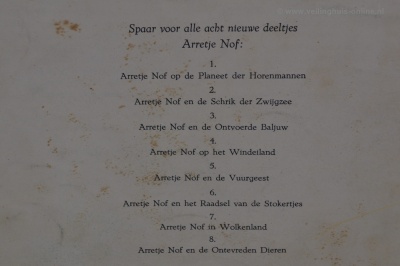 Spaar voor alle acht nieuwe deeltjes
Arretje Nof:
1.
Arretje Nof op de Planeet der Horenmannen
2.
Arretje Nof en de Schrik der Zwijgzee
3.
Arretje Nof en de Ontvoerde Baljuw
4.
Arretje Nof op het Windeiland
5.
Arretje Nof en de Vuurgeest
6.
Arretje Nof en het Raadsel van de Stokertjes
7.
Arretje Nof in Wolkenland
8.
Arretje Nof en de Ontevreden Dieren